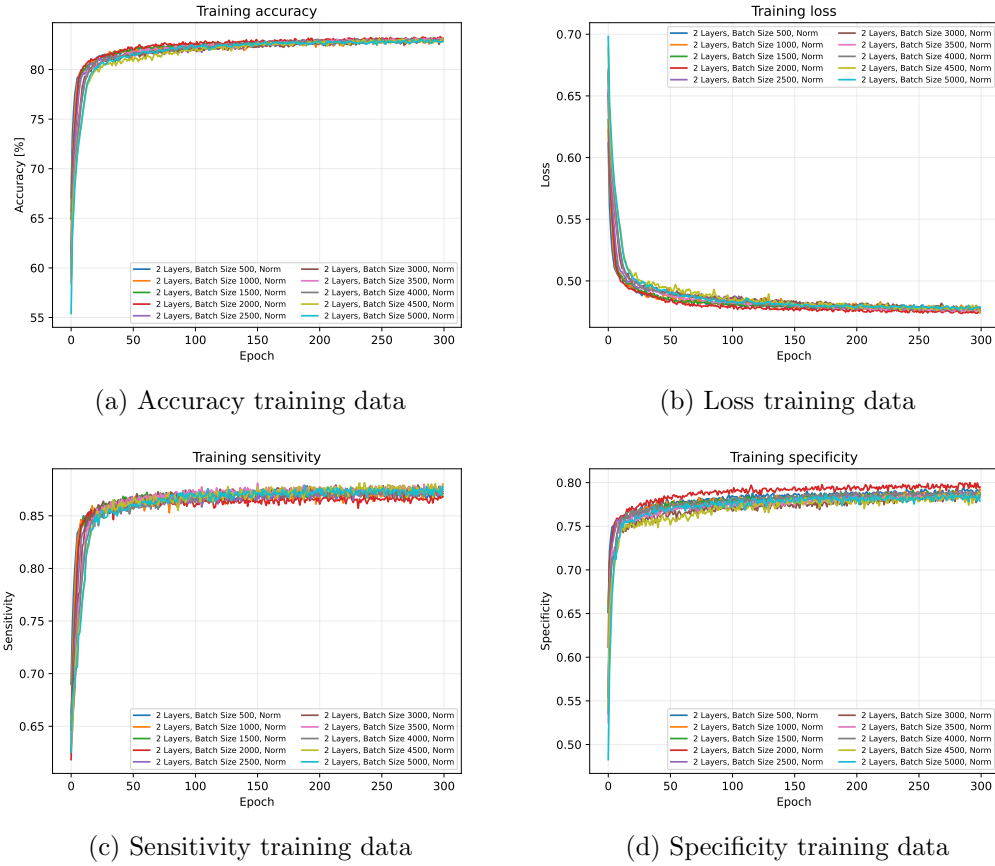 Training accuracy
Accuracy [%]
80
75
70
65
60
55
2 Layers, Batch Size 500, Norm
2 Layers, Batch Size 1000, Norm
2 Layers, Batch Size 1500, Norm
2 Layers, Batch Size 2000, Norm
2 Layers, Batch Size 2500, Norm
2 Layers, Batch Size 3000, Norm
2 Layers, Batch Size 3500, Norm
2 Layers, Batch Size 4000, Norm
2 Layers, Batch Size 4500, Norm
2 Layers, Batch Size 5000, Norm
0 50 100 150 200 250 300
Epoch
(a) Accuracy training data
Training loss
Loss
0.70
0.65
0.60
0.55
0.50
2 Layers, Batch Size 500, Norm
2 Layers, Batch Size 1000, Norm
2 Layers, Batch Size 1500, Norm
2 Layers, Batch Size 2000, Norm
2 Layers, Batch Size 2500, Norm
2 Layers, Batch Size 3000, Norm
2 Layers, Batch Size 3500, Norm
2 Layers, Batch Size 4000, Norm
2 Layers, Batch Size 4500, Norm
2 Layers, Batch Size 5000, Norm
0 50 100 150 200 250 300
Epoch
(b) Loss training data
Training sensitivity
Sensitivity
0.85
0.80
0.75
0.70
0.65
2 Layers, Batch Size 500, Norm
2 Layers, Batch Size 1000, Norm
2 Layers, Batch Size 1500, Norm
2 Layers, Batch Size 2000, Norm
2 Layers, Batch Size 2500, Norm
2 Layers, Batch Size 3000, Norm
2 Layers, Batch Size 3500, Norm
2 Layers, Batch Size 4000, Norm
2 Layers, Batch Size 4500, Norm
2 Layers, Batch Size 5000, Norm
0 50 100 150 200 250 300
Epoch
(c) Sensitivity training data
Training specificity
Specificity
0.80
0.75
0.70
0.65
0.60
0.55
0.50
2 Layers, Batch Size 500, Norm
2 Layers, Batch Size 1000, Norm
2 Layers, Batch Size 1500, Norm
2 Layers, Batch Size 2000, Norm
2 Layers, Batch Size 2500, Norm
2 Layers, Batch Size 3000, Norm
2 Layers, Batch Size 3500, Norm
2 Layers, Batch Size 4000, Norm
2 Layers, Batch Size 4500, Norm
2 Layers, Batch Size 5000, Norm
0 50 100 150 200 250 300
Epoch
(d) Specificity training data